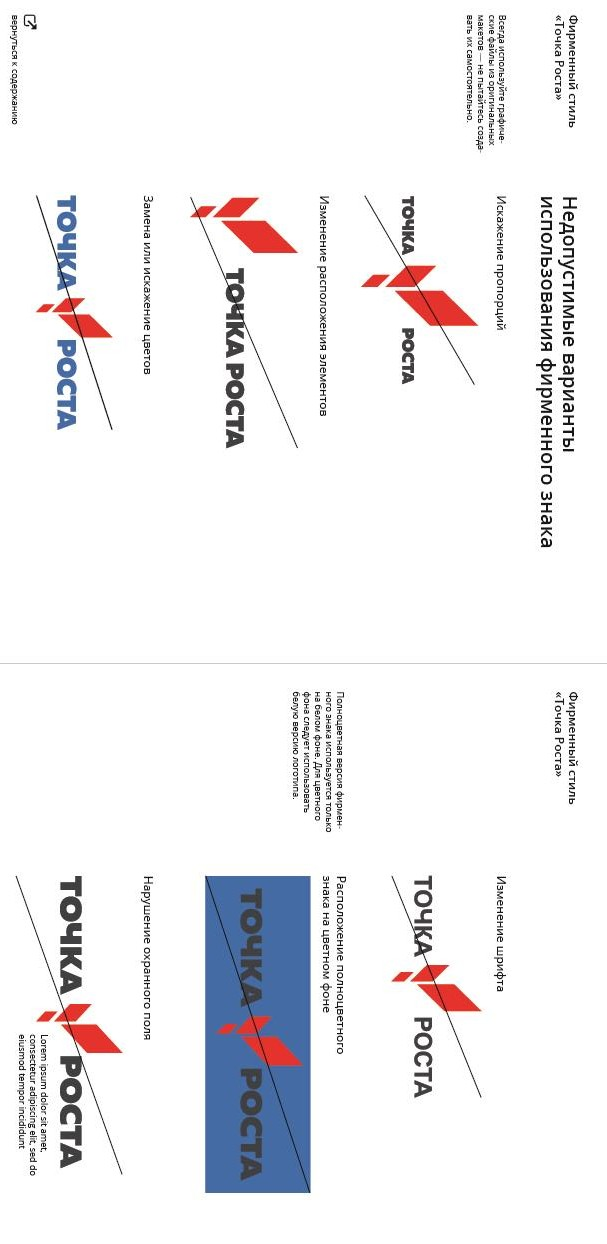 Фирменный стиль
«Точка Роста»
Недопустимые варианты
использования фирменного знака
Всегда используйте графиче-
ские файлы из оригинальных
макетов — не пытайтесь созда-
вать их самостоятельно.
Искажение пропорций
ТОЧКА РОСТА
Изменение расположения элементов
ТОЧКА РОСТА
Замена или искажение цветов
ТОЧКА РОСТА
вернуться к содержанию
Фирменный стиль
«Точка Роста»
Изменение шрифта
ТОЧКА РОСТА
Полноцветная версия фирмен-
ного знака используется только
на белом фоне. Для цветного
фона следует использовать
белую версию логотипа.
Расположение полноцветного
знака на цветном фоне
ТОЧКА РОСТА
Нарушение охранного поля
ТОЧКА РОСТА
Lorem ipsum dolor sit amet,
consectetur adipiscing elit, sed do
eiusmod tempor incididunt